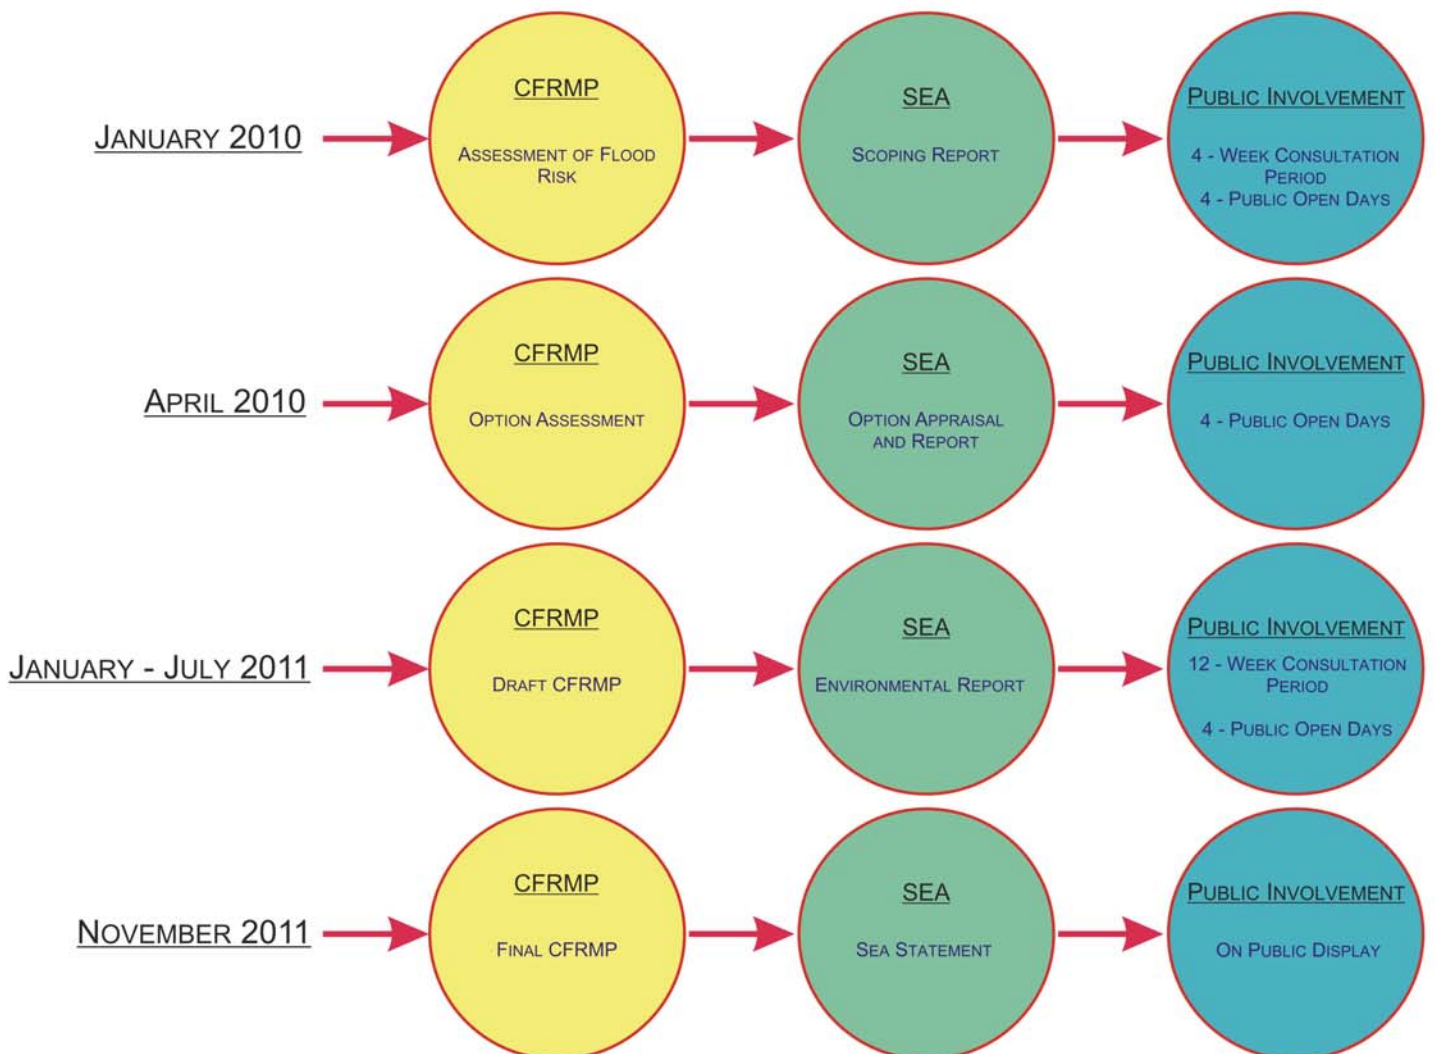 JANUARY 2010
CFRMP
ASSESSMENT OF FLOOD
RISK
SEA
SCOPING REPORT
PUBLIC INVOLVEMENT
4 - WEEK CONSULTATION
PERIOD
4 - PUBLIC OPEN DAYS
APRIL 2010
CFRMP
OPTION ASSESSMENT
SEA
OPTION APPRAISAL
AND REPORT
PUBLIC INVOLVEMENT
4 - PUBLIC OPEN DAYS
JANUARY - JULY 2011
CFRMP
DRAFT CFRMP
SEA
ENVIRONMENTAL REPORT
PUBLIC INVOLVEMENT
12 - WEEK CONSULTATION
PERIOD
4 - PUBLIC OPEN DAYS
NOVEMBER 2011
CFRMP
FINAL CFRMP
SEA
SEA STATEMENT
PUBLIC INVOLVEMENT
ON PUBLIC DISPLAY